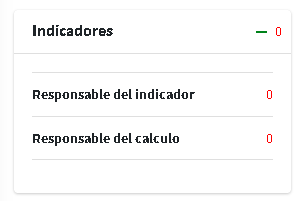 Indicadores — 0
Responsable del indicador 0
Responsable del calculo 0